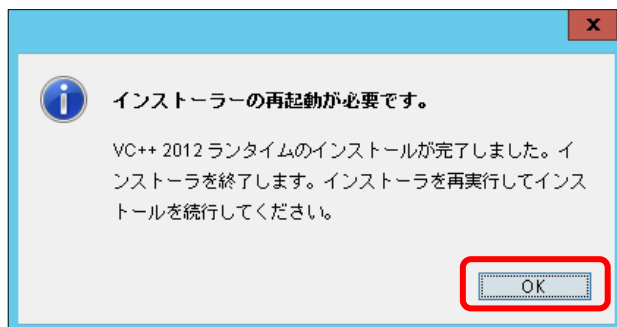 x
インストーラーの再起動が必要です。
VC++ 2012 ランタイムのインストールが完了しました。イ
ンストーラを終了します。インストーラを再実行してインス
トールを続行してください。
OK